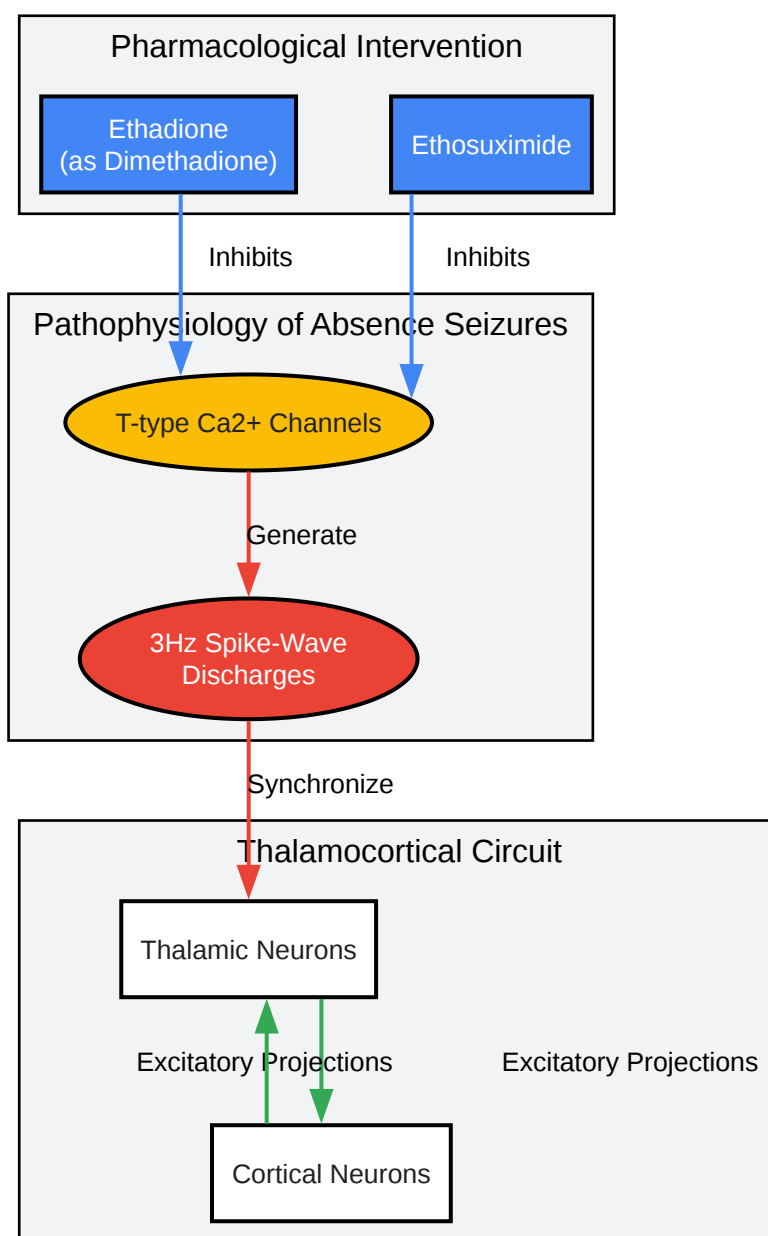 Pharmacological Intervention
Ethadione
(as Dimethadione)
Ethosuximide
Inhibits
Inhibits
Pathophysiology of Absence Seizures
T-type Ca2+ Channels
Generate
3Hz Spike-Wave
Discharges
Synchronize
Thalamocortical Circuit
Thalamic Neurons
Excitatory Projections
Excitatory Projections
Cortical Neurons